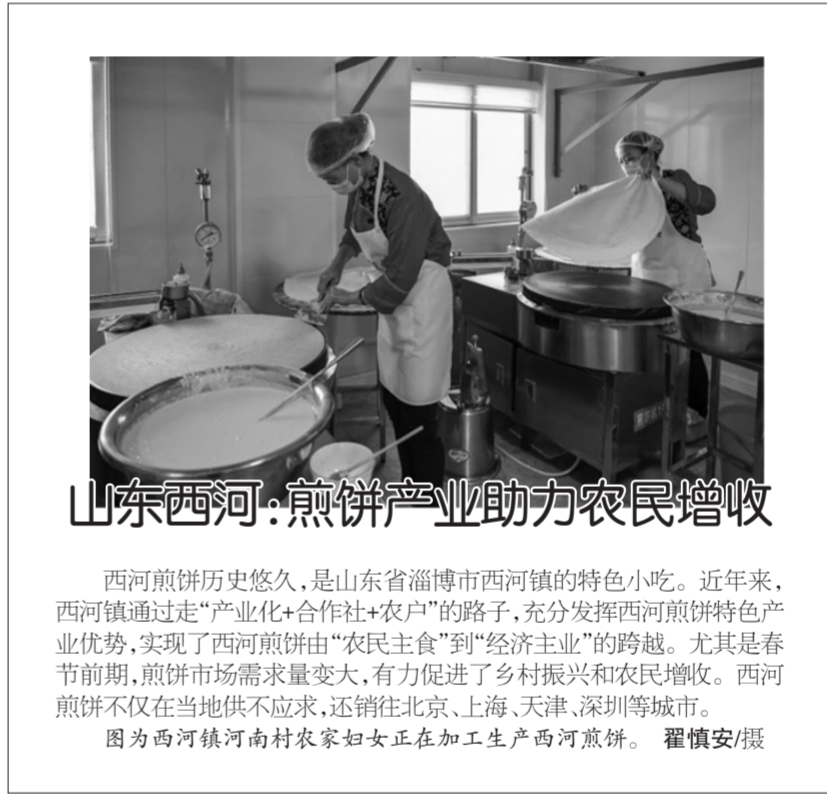 山东西河：煎饼产业助力农民增收
西河煎饼历史悠久，是山东省淄博市西河镇的特色小吃。近年来，
西河镇通过走“产业化+合作社+农户”的路子，充分发挥西河煎饼特色产
业优势，实现了西河煎饼由“农民主食”到“经济主业”的跨越。尤其是春
节前期，煎饼市场需求量变大，有力促进了乡村振兴和农民增收。西河
煎饼不仅在当地供不应求，还销往北京、上海、天津、深圳等城市。
图为西河镇河南村农家妇女正在加工生产西河煎饼。 翟慎安/摄